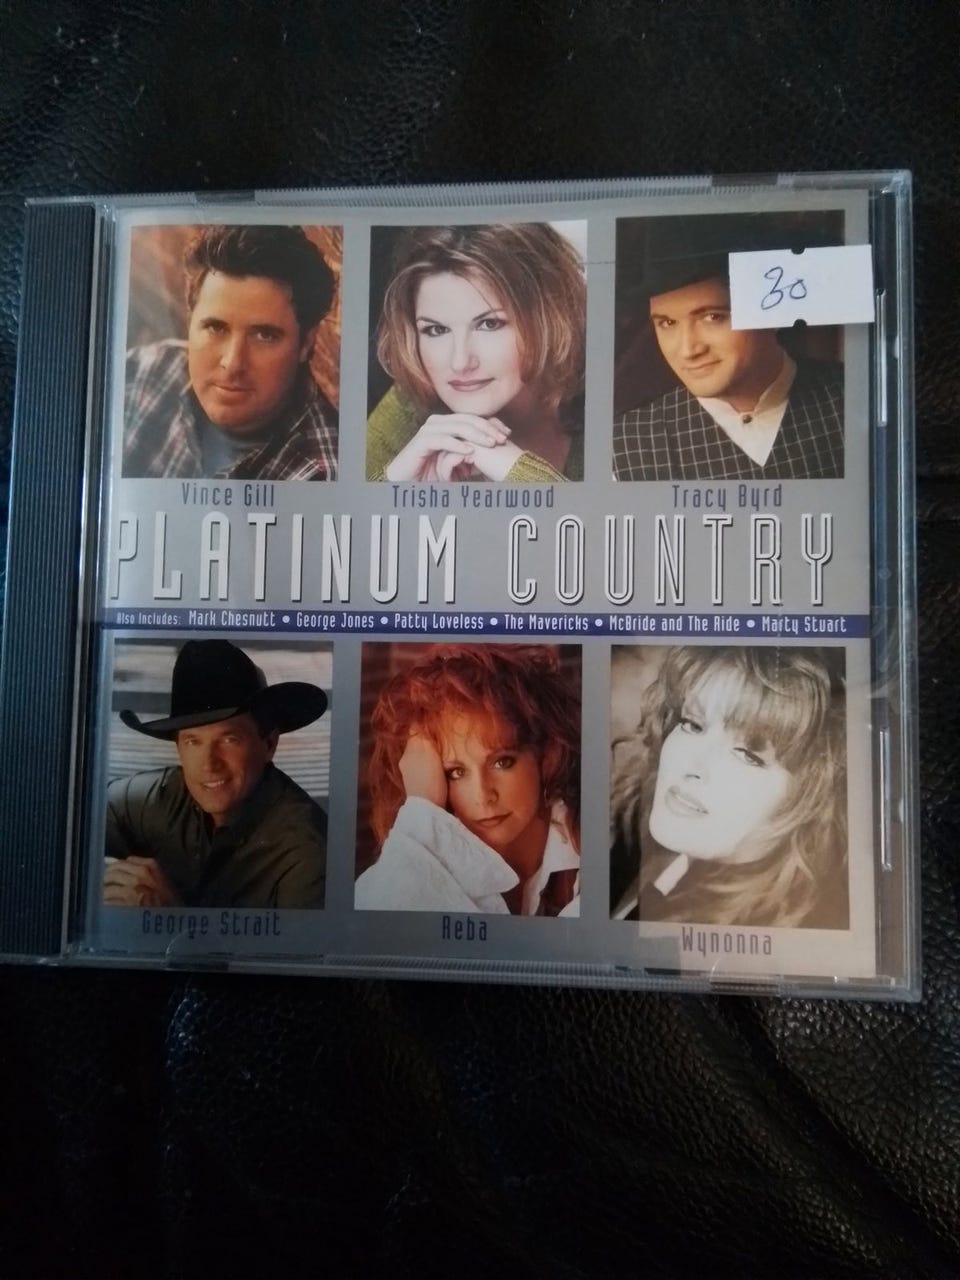 30
Vince Gill
Trisha Yearwood
Tracy Byrd
PLATINUM COUNTRY
Also Includes: Mark Chesnutt • George Jones • Patty Loveless • The Mavericks • McBride and The Ride • Marty Stuart
George Strait
Reba
Wynonna